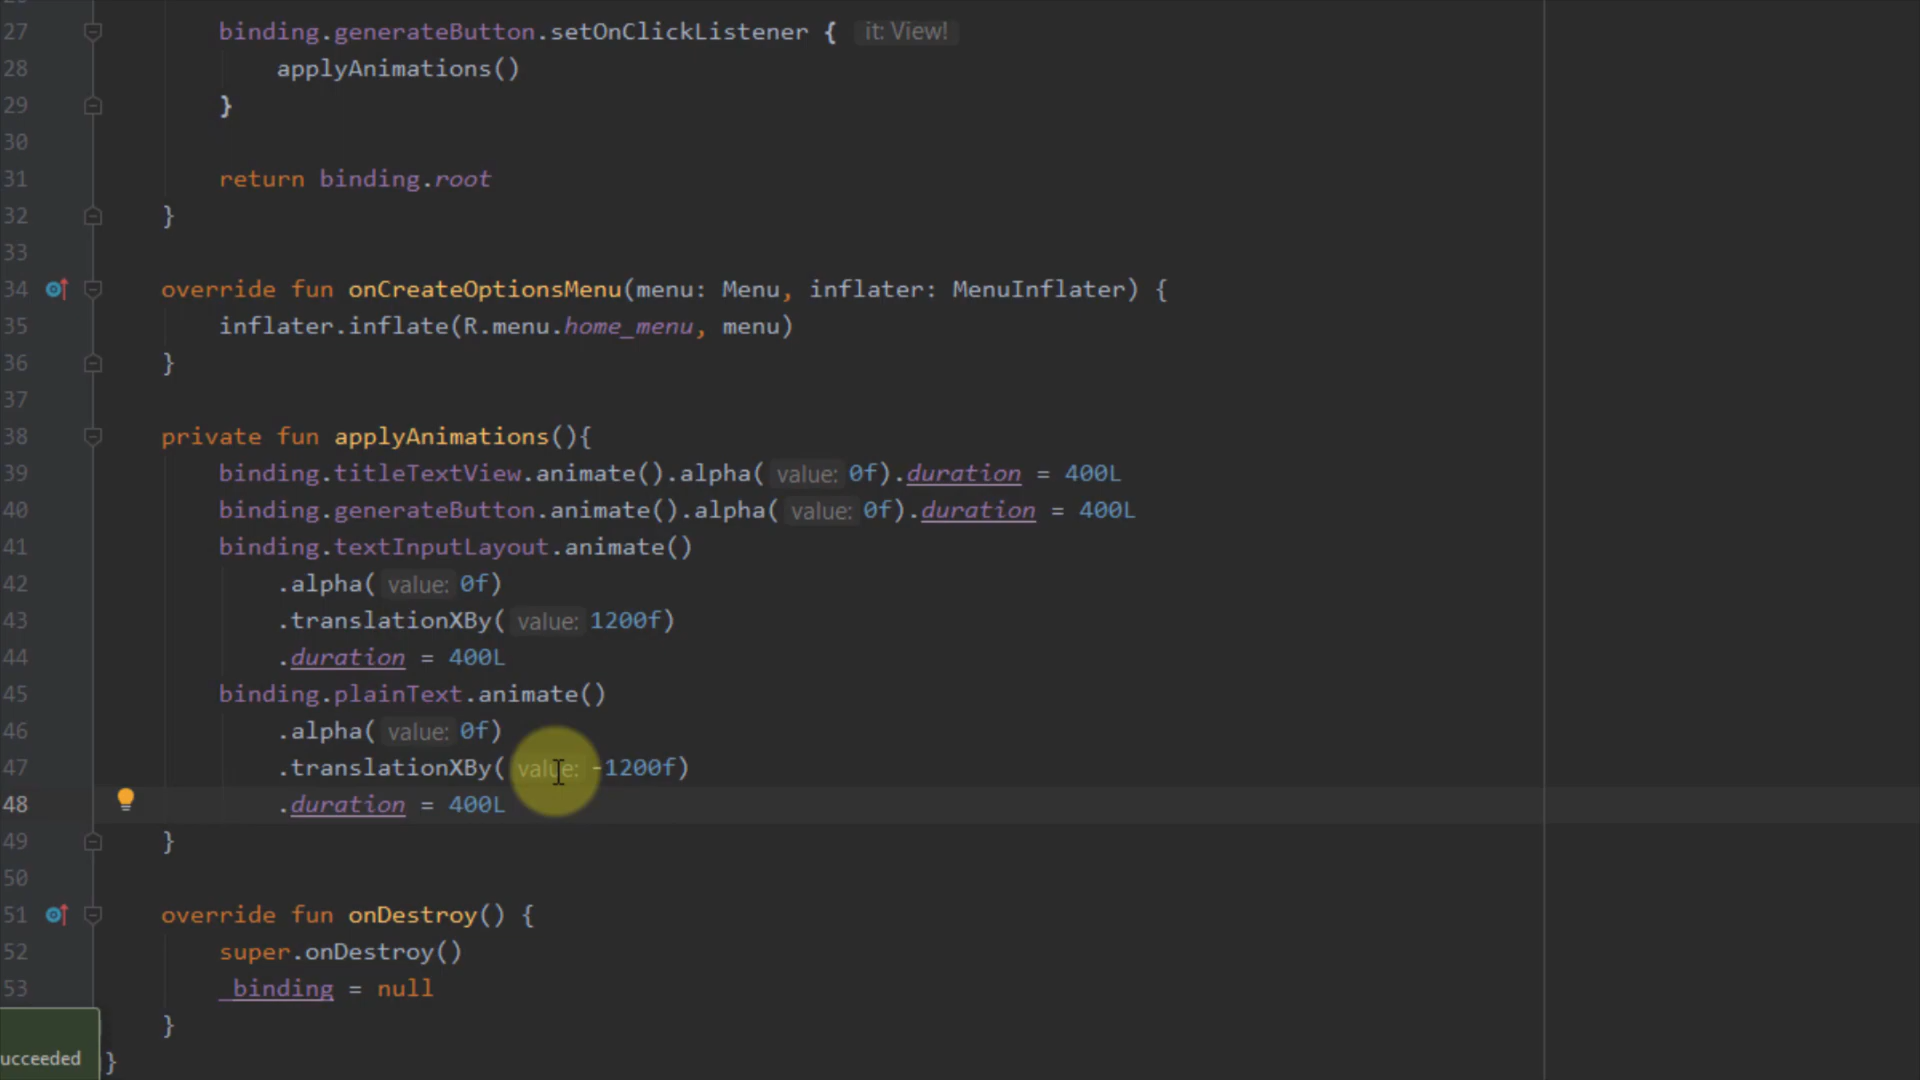 27 binding.generateButton.setOnClickListener { it: View!
28 applyAnimations()
29 }
30
31 return binding.root
32 }
33
34 override fun onCreateOptionsMenu(menu: Menu, inflater: MenuInflater) {
35 inflater.inflate(R.menu.home_menu, menu)
36 }
37
38 private fun applyAnimations(){
39 binding.titleTextView.animate().alpha( value: 0f).duration = 400L
40 binding.generateButton.animate().alpha( value: 0f).duration = 400L
41 binding.textInputLayout.animate()
42 .alpha( value: 0f)
43 .translationXBy( value: 1200f)
44 .duration = 400L
45 binding.plainText.animate()
46 .alpha( value: 0f)
47 .translationXBy( value: -1200f)
48 .duration = 400L
49 }
50
51 override fun onDestroy() {
52 super.onDestroy()
53 _binding = null
}
ucceeded }